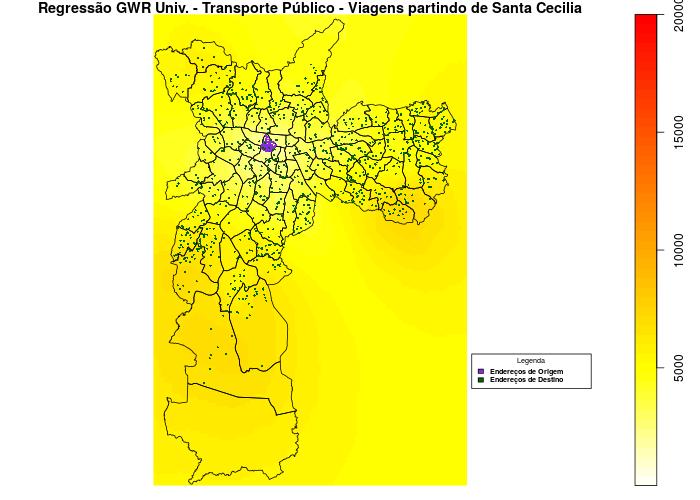 Regressão GWR Univ. - Transporte Público - Viagens partindo de Santa Cecilia
20000
15000
10000
5000
Legenda
Endereços de Origem
Endereços de Destino